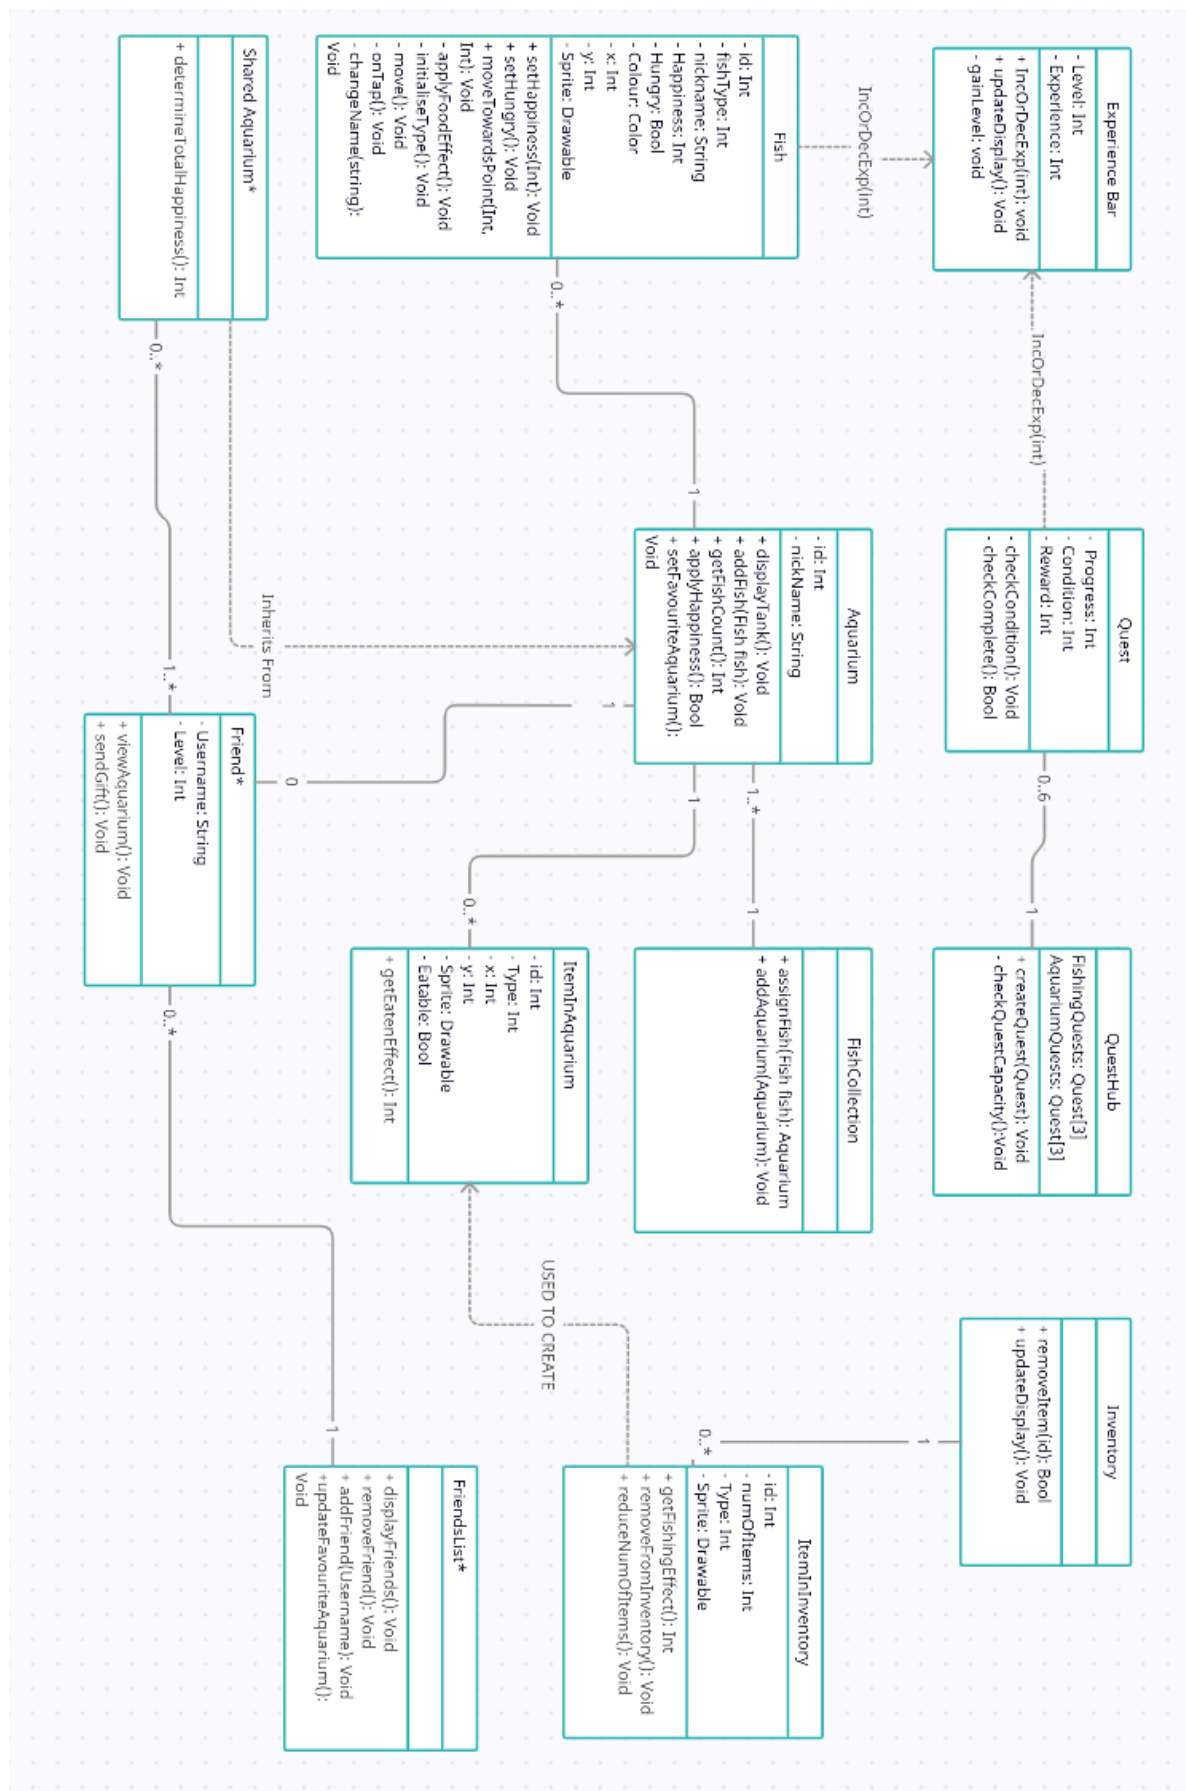 Experience Bar
- Level: Int
- Experience: Int
+ IncOrDecExp(int): void
+ updateDisplay(): Void
- gainLevel: void
IncOrDecExp(int)
Quest
- Progress: Int
- Condition: Int
- Reward: Int
- checkCondition(): Void
- checkComplete(): Bool
0..6
1
QuestHub
FishingQuests: Quest[3]
AquariumQuests: Quest[3]
+ createQuest(Quest): Void
- checkQuestCapacity():Void
Inventory
+ removeItem(id): Bool
+ updateDisplay(): Void
1
0..*
IncOrDecExp(int)
Fish
- id: Int
- fishType: Int
- nickname: String
- Happiness: Int
- Hungry: Bool
- Colour: Color
- x: Int
- y: Int
- Sprite: Drawable
+ setHappiness(Int): Void
+ setHungry(): Void
+ moveTowardsPoint(Int,
Int): Void
- applyFoodEffect(): Void
- initialiseType(): Void
- move(): Void
- onTap(): Void
- changeName(string):
Void
0..*
1
Aquarium
- id: Int
- nickName: String
+ displayTank(): Void
+ addFish(Fish fish): Void
+ getFishCount(): Int
+ applyHappiness(): Bool
+ setFavouriteAquarium():
Void
1..*
1
FishCollection
+ assignFish(Fish fish): Aquarium
+ addAquarium(Aquarium): Void
ItemInInventory
- id: Int
- numOfItems: Int
- Type: Int
- Sprite: Drawable
+ getFishingEffect(): Int
+ removeFromInventory(): Void
+ reduceNumOfItems(): Void
1
0..*
1
0
ItemInAquarium
- id: Int
- Type: Int
- x: Int
- y: Int
- Sprite: Drawable
- Eatable: Bool
+ getEatenEffect(): Int
USED TO CREATE
Shared Aquarium*
+ determineTotalHappiness(): Int
Inherits From
0..*
1..*
Friend*
- Username: String
- Level: Int
+ viewAquarium(): Void
+ sendGift(): Void
0..*
1
FriendsList*
+ displayFriends(): Void
+ removeFriend(): Void
+ addFriend(Username): Void
+updateFavouriteAquarium():
Void